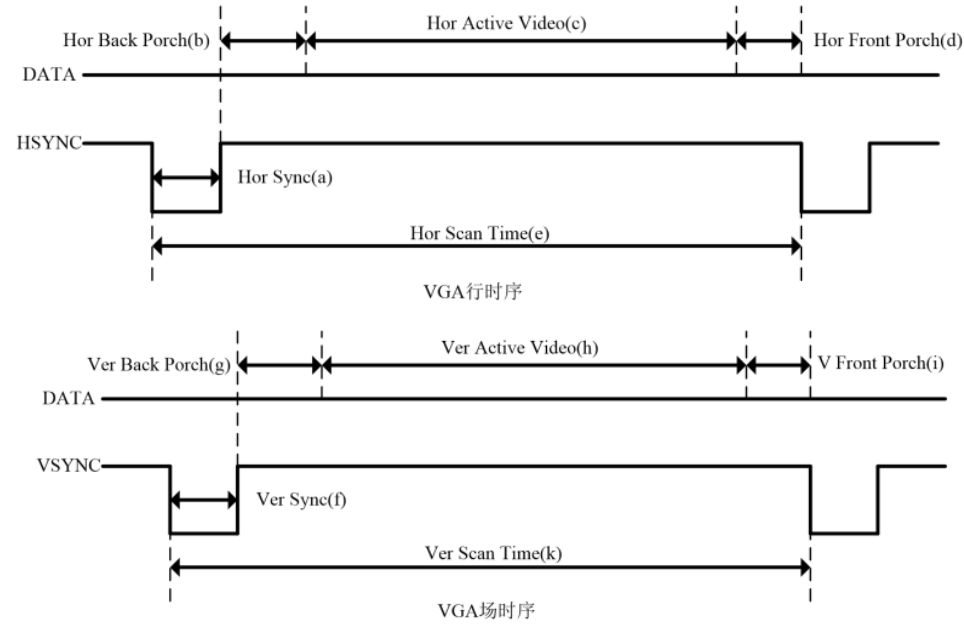 Hor Active Video(c)
Hor Back Porch(b)
Hor Front Porch(d)
DATA
HSYNC
Hor Sync(a)
Hor Scan Time(e)
VGA行时序
Ver Active Video(h)
Ver Back Porch(g)
V Front Porch(i)
DATA
VSYNC
Ver Sync(f)
Ver Scan Time(k)
VGA场时序